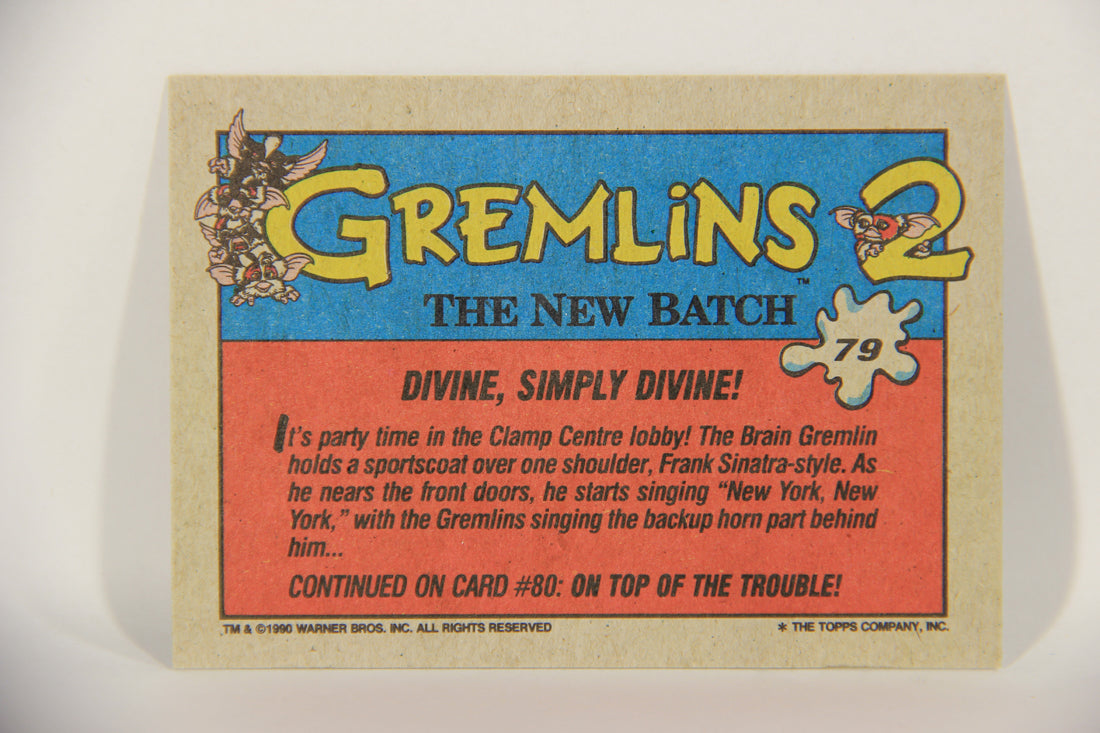 GREMLiNS 2
THE NEW BATCH™
79
DIVINE, SIMPLY DIVINE!
It's party time in the Clamp Centre lobby! The Brain Gremlin
holds a sportscoat over one shoulder, Frank Sinatra-style. As
he nears the front doors, he starts singing "New York, New
York," with the Gremlins singing the backup horn part behind
him...
CONTINUED ON CARD #80: ON TOP OF THE TROUBLE!
TM & ©1990 WARNER BROS. INC. ALL RIGHTS RESERVED
* THE TOPPS COMPANY, INC.